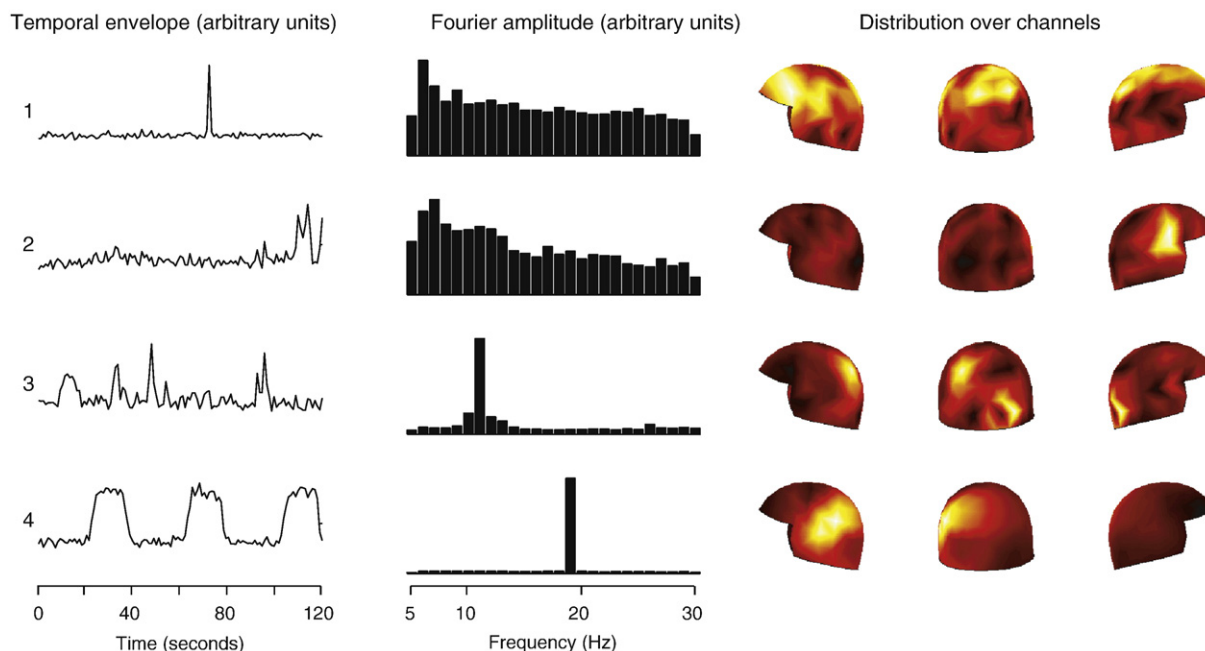 Temporal envelope (arbitrary units) Fourier amplitude (arbitrary units) Distribution over channels
1
2
3
4
0 40 80 120 5 10 20 30
Time (seconds) Frequency (Hz)